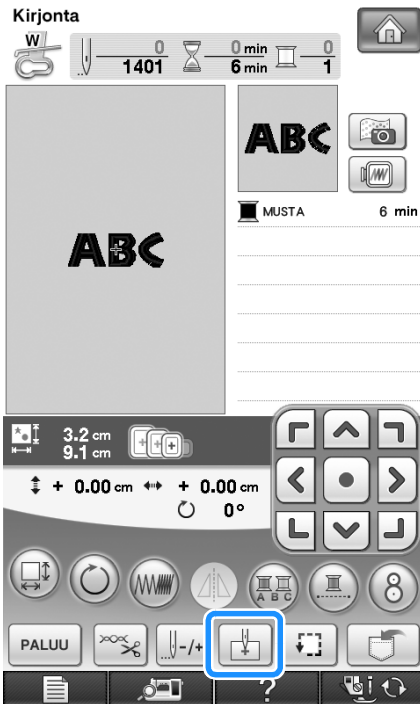 Kirjonta
W
0 0 min 0
1401 6 min 1
ABC
ABC
MUSTA 6 min
3.2 cm
9.1 cm
+ 0.00 cm + 0.00 cm
0°
A B C
8
PALUU -/+
?